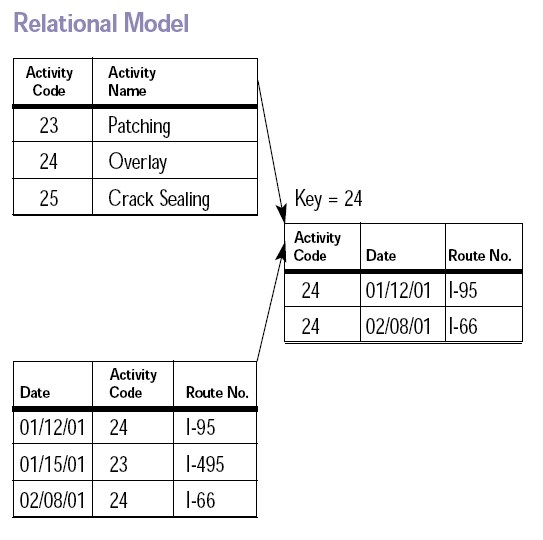 Relational Model
Activity Code Activity Name
23 Patching
24 Overlay
25 Crack Sealing
Key = 24
Activity Code Date Route No.
24 01/12/01 I-95
24 02/08/01 I-66
Date Activity Code Route No.
01/12/01 24 I-95
01/15/01 23 I-495
02/08/01 24 I-66